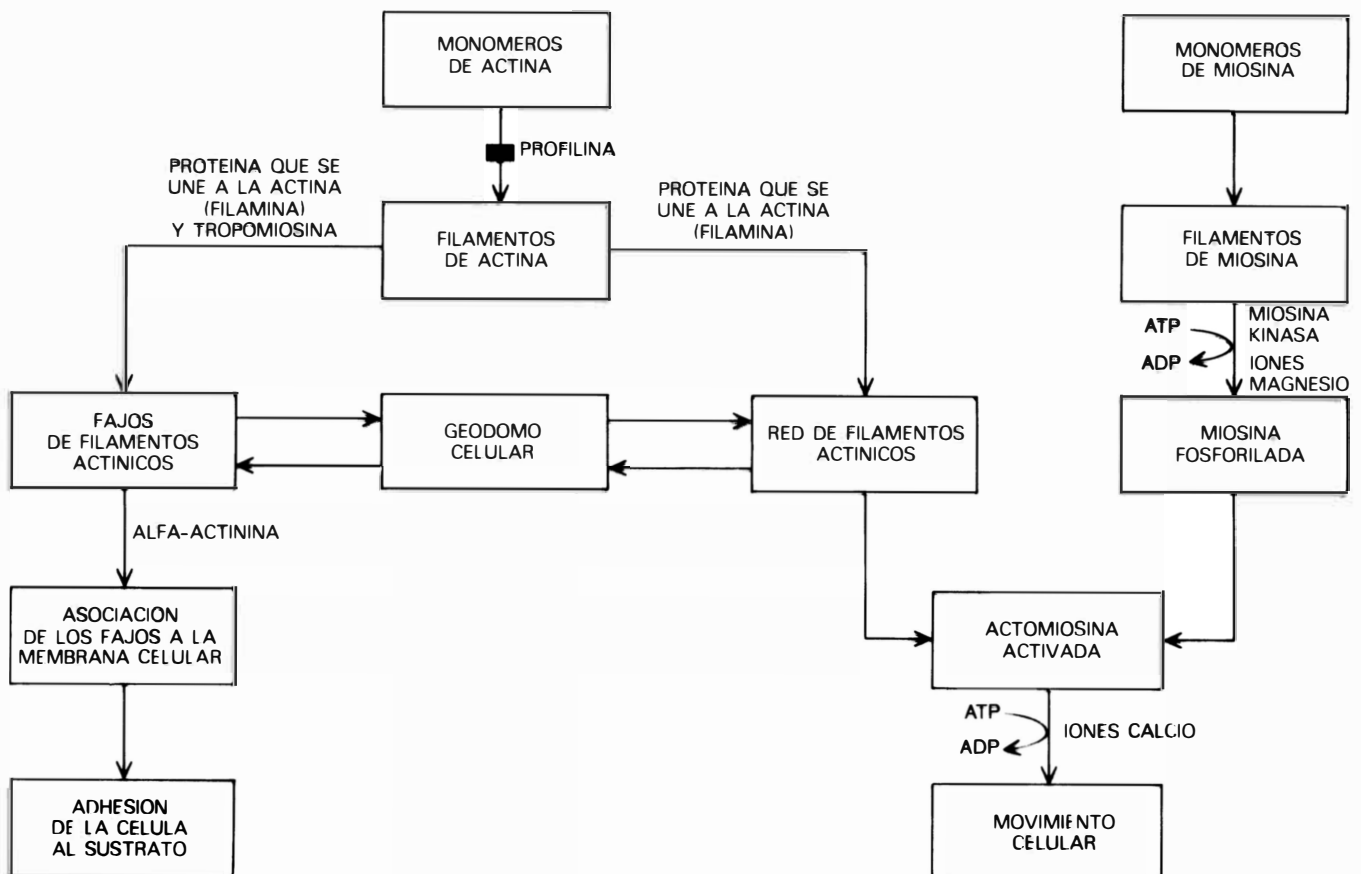 MONOMEROS
DE ACTINA
MONOMEROS
DE MIOSINA
PROFILINA
PROTEINA QUE SE
UNE A LA ACTINA
(FILAMINA)
Y TROPOMIOSINA
PROTEINA QUE SE
UNE A LA ACTINA
(FILAMINA)
FILAMENTOS
DE ACTINA
FILAMENTOS
DE MIOSINA
ATP
ADP
MIOSINA
KINASA
IONES
MAGNESIO
FAJOS
DE FILAMENTOS
ACTINICOS
GEODOMO
CELULAR
RED DE FILAMENTOS
ACTINICOS
MIOSINA
FOSFORILADA
ALFA-ACTININA
ASOCIACION
DE LOS FAJOS A LA
MEMBRANA CELULAR
ACTOMIOSINA
ACTIVADA
ATP
ADP
IONES CALCIO
ADHESION
DE LA CELULA
AL SUSTRATO
MOVIMIENTO
CELULAR